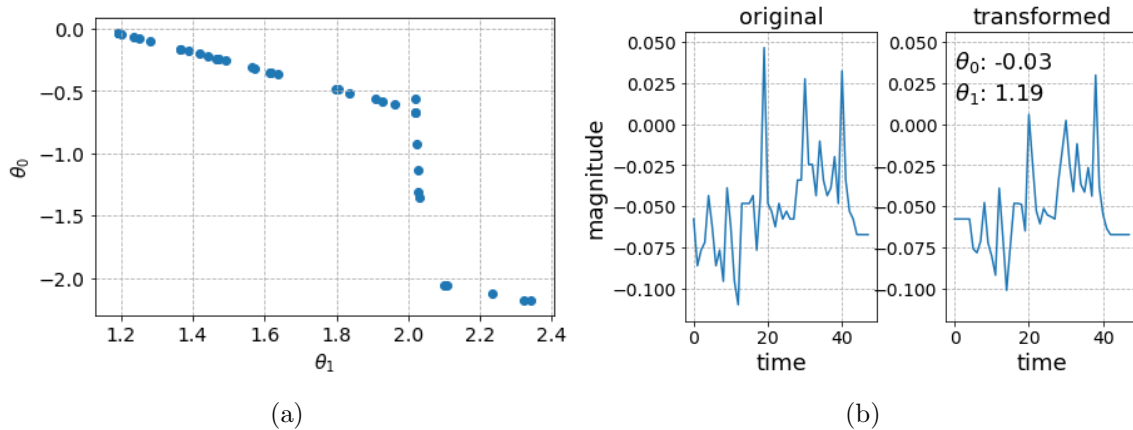 0.0
−0.5
−1.0
−1.5
−2.0
θ0
1.2 1.4 1.6 1.8 2.0 2.2 2.4
θ1
(a)
original
0.050
0.025
0.000
−0.025
−0.050
−0.075
−0.100
magnitude
0 20 40
time
transformed
0.050
0.025
0.000
−0.025
−0.050
−0.075
−0.100
θ0: -0.03
θ1: 1.19
0 20 40
time
(b)